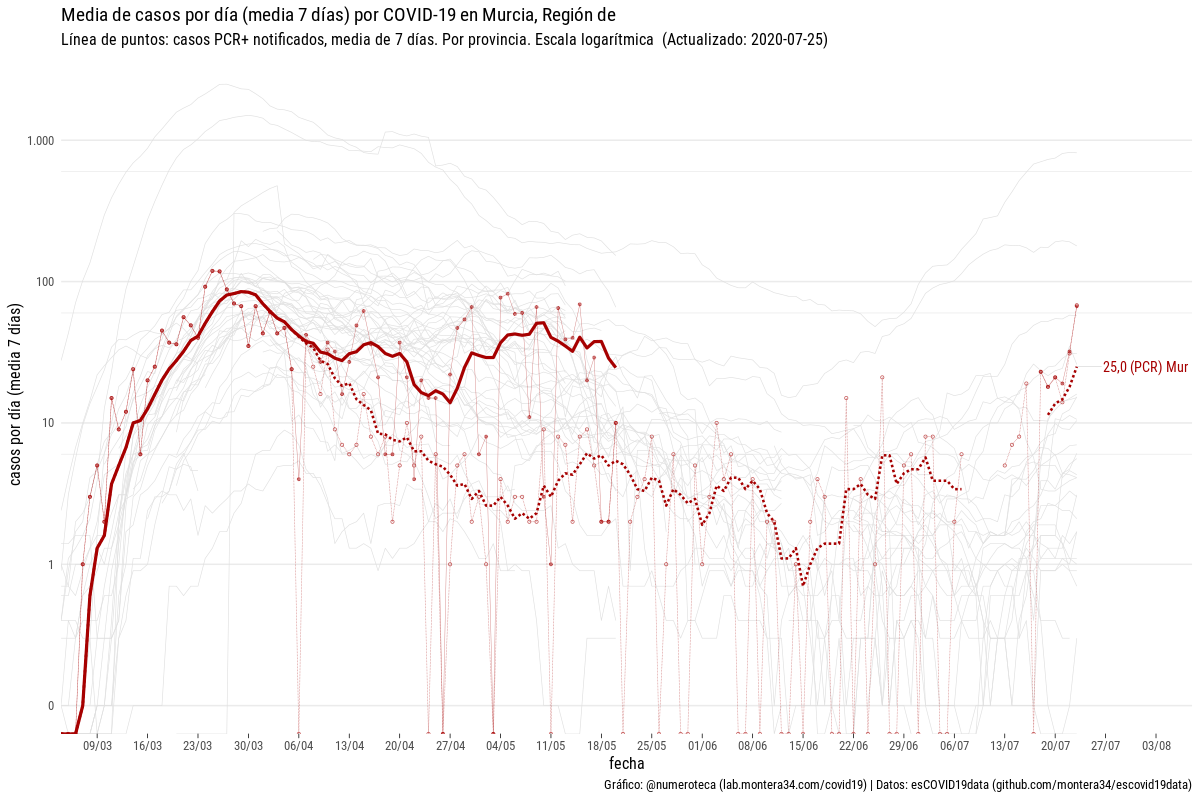 Media de casos por día (media 7 días) por COVID-19 en Murcia, Región de
Línea de puntos: casos PCR+ notificados, media de 7 días. Por provincia. Escala logarítmica  (Actualizado: 2020-07-25)
casos por día (media 7 días)
1.000
100
10
1
0
25,0 (PCR) Mur
09/03 16/03 23/03 30/03 06/04 13/04 20/04 27/04 04/05 11/05 18/05 25/05 01/06 08/06 15/06 22/06 29/06 06/07 13/07 20/07 27/07 03/08
fecha
Gráfico: @numeroteca (lab.montera34.com/covid19) | Datos: esCOVID19data (github.com/montera34/escovid19data)